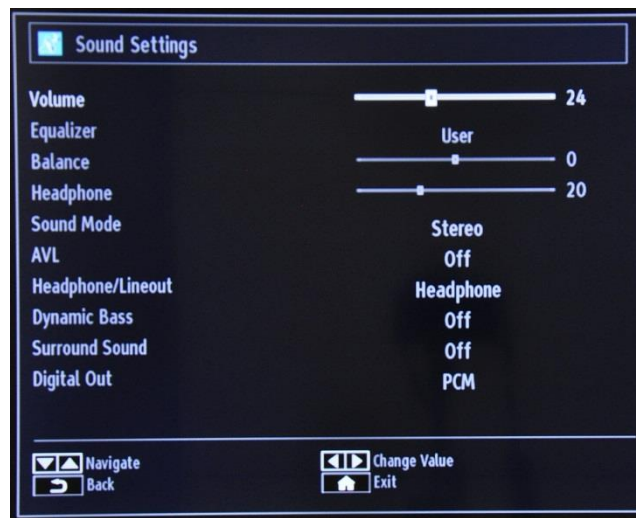 Sound Settings
Volume 24
Equalizer User
Balance 0
Headphone 20
Sound Mode Stereo
AVL Off
Headphone/Lineout Headphone
Dynamic Bass Off
Surround Sound Off
Digital Out PCM
Navigate Change Value
Back Exit